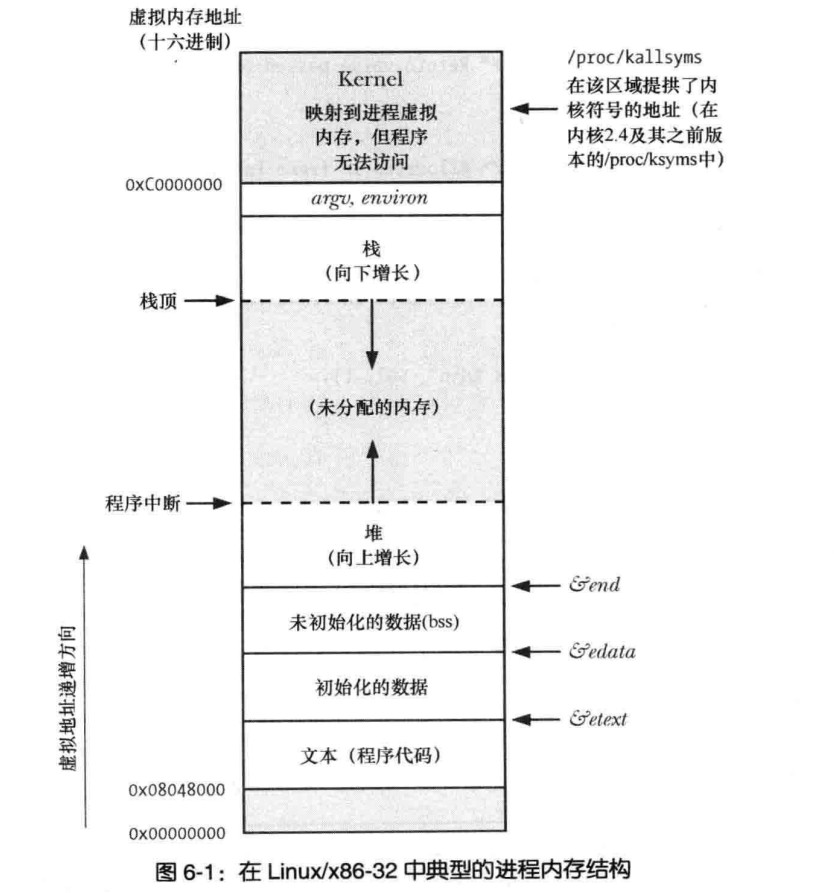 虚拟内存地址
(十六进制)
/proc/kallsyms
在该区域提拱了内
核符号的地址(在
内核2.4及其之前版
本的/proc/ksyms中)
Kernel
映射到进程虚拟
内存,但程序
无法访问
0xC0000000
argv, environ
栈
(向下增长)
栈顶
(未分配的内存)
程序中断
堆
(向上增长)
&end
未初始化的数据(bss)
&edata
初始化的数据
&etext
文本(程序代码)
虚拟地址递增方向
0x08048000
0x00000000
图 6-1:在 Linux/x86-32 中典型的进程内存结构